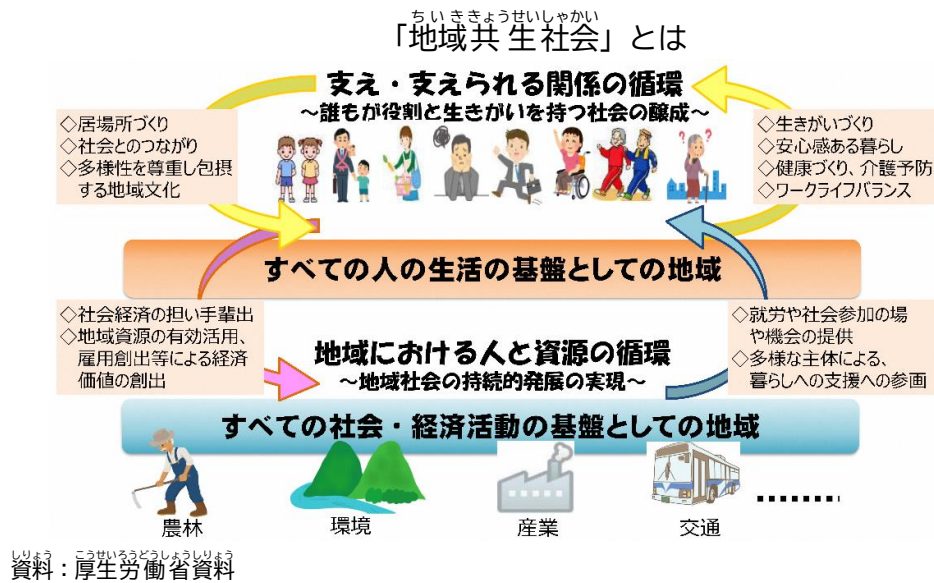 ちいききょうせいしゃかい
「地域共生社会」とは
支え・支えられる関係の循環
～誰もが役割と生きがいを持つ社会の醸成～
◇居場所づくり
◇社会とのつながり
◇多様性を尊重し包摂
する地域文化
◇生きがいづくり
◇安心感ある暮らし
◇健康づくり、介護予防
◇ワークライフバランス
すべての人の生活の基盤としての地域
◇社会経済の担い手輩出
◇地域資源の有効活用、
雇用創出等による経済
価値の創出
地域における人と資源の循環
～地域社会の持続的発展の実現～
◇就労や社会参加の場
や機会の提供
◇多様な主体による、
暮らしへの支援への参画
すべての社会・経済活動の基盤としての地域
農林
環境
産業
交通
しりょう こうせいろうどうしょうしりょう
資料：厚生労働省資料